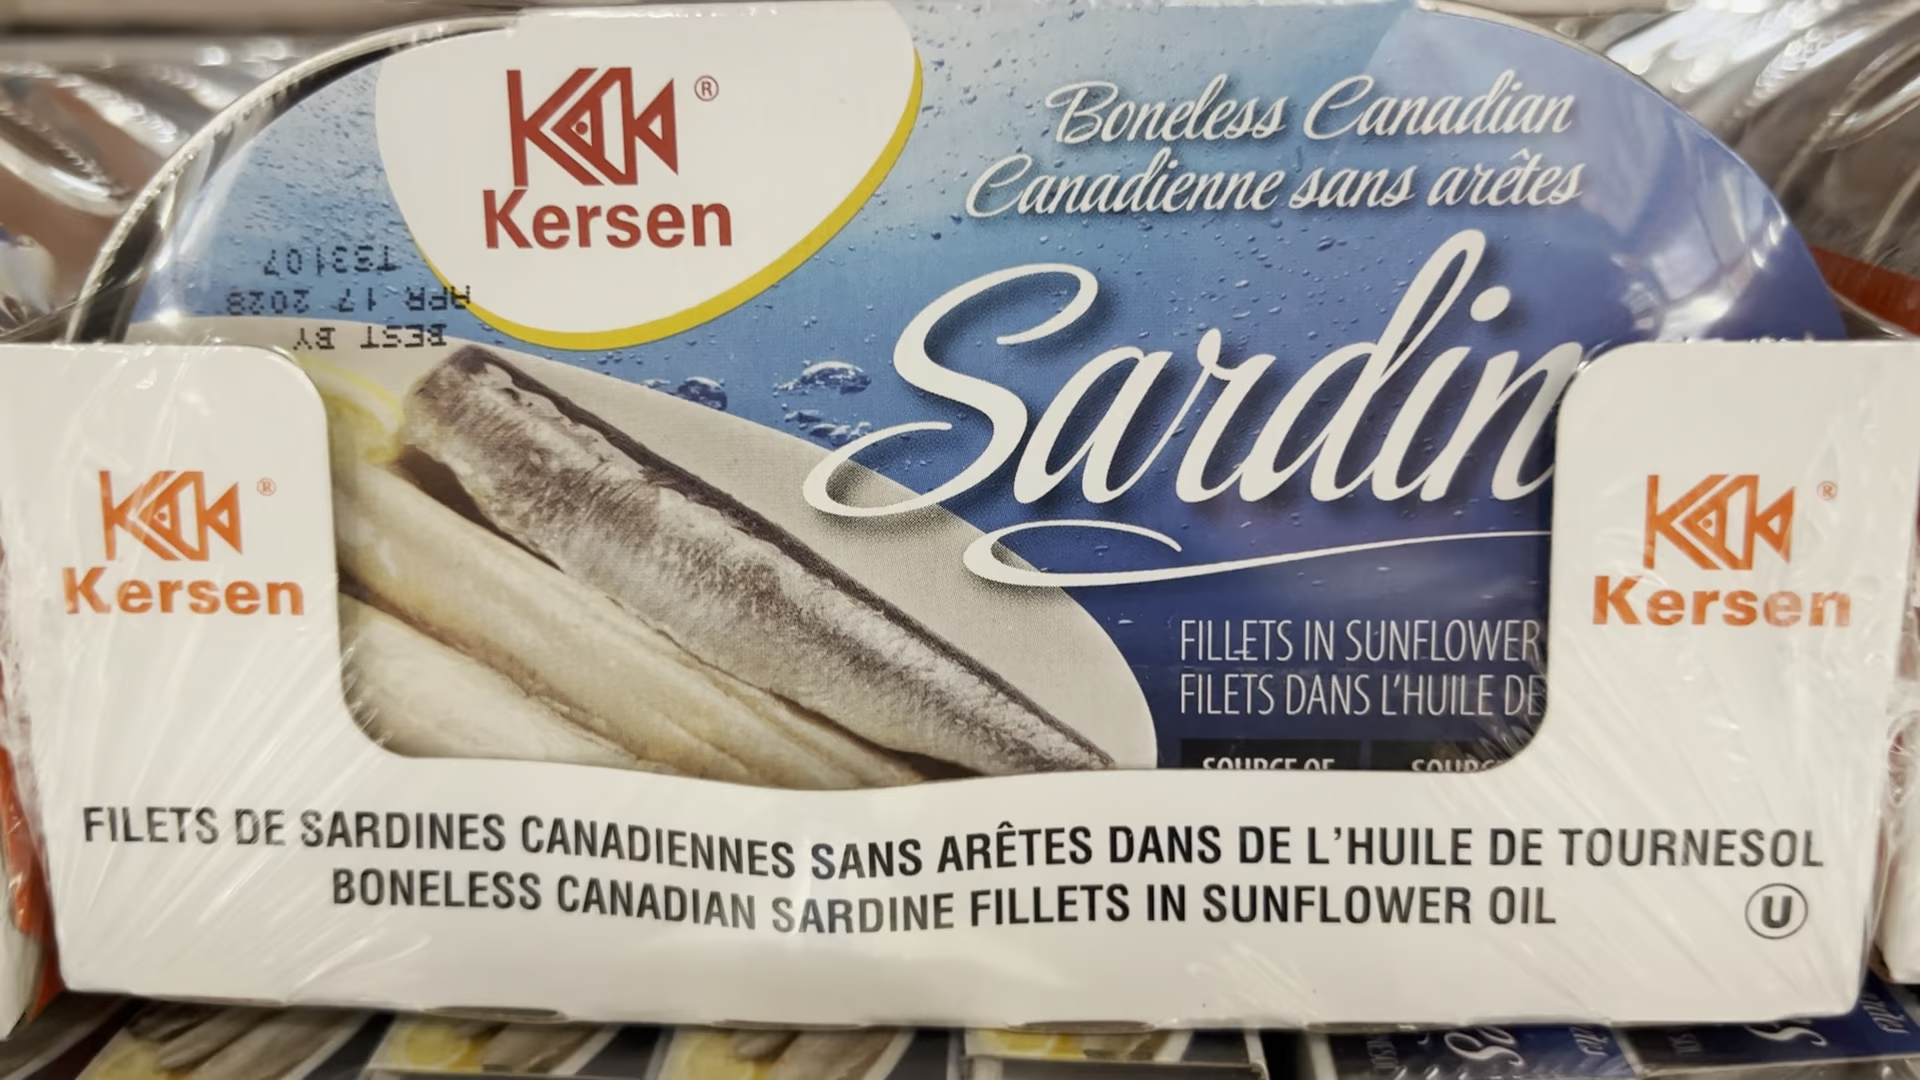 Kersen ®
Boneless Canadian
Canadienne sans arêtes
Sardin
T33107
APR 17 2028
BEST BY
FILLETS IN SUNFLOWER
FILETS DANS L'HUILE DE
SOURCE OF
Kersen ®
Kersen ®
FILETS DE SARDINES CANADIENNES SANS ARÊTES DANS DE L'HUILE DE TOURNESOL
BONELESS CANADIAN SARDINE FILLETS IN SUNFLOWER OIL
U